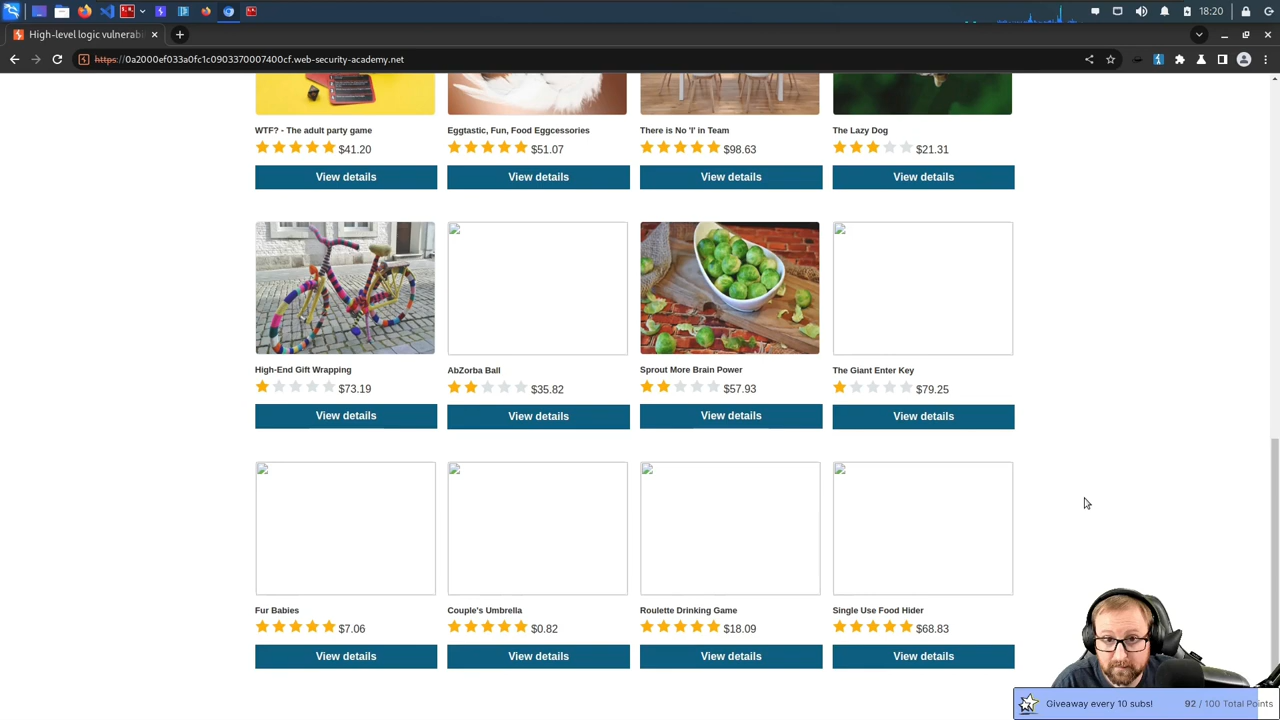 18:20
High-level logic vulnerabi
https://0a2000ef033a0fc1c0903370007400cf.web-security-academy.net
WTF? - The adult party game
$41.20
View details
Eggtastic, Fun, Food Eggcessories
$51.07
View details
There is No 'I' in Team
$98.63
View details
The Lazy Dog
$21.31
View details
High-End Gift Wrapping
$73.19
View details
AbZorba Ball
$35.82
View details
Sprout More Brain Power
$57.93
View details
The Giant Enter Key
$79.25
View details
Fur Babies
$7.06
View details
Couple's Umbrella
$0.82
View details
Roulette Drinking Game
$18.09
View details
Single Use Food Hider
$68.83
View details
Giveaway every 10 subs! 92 / 100 Total Points